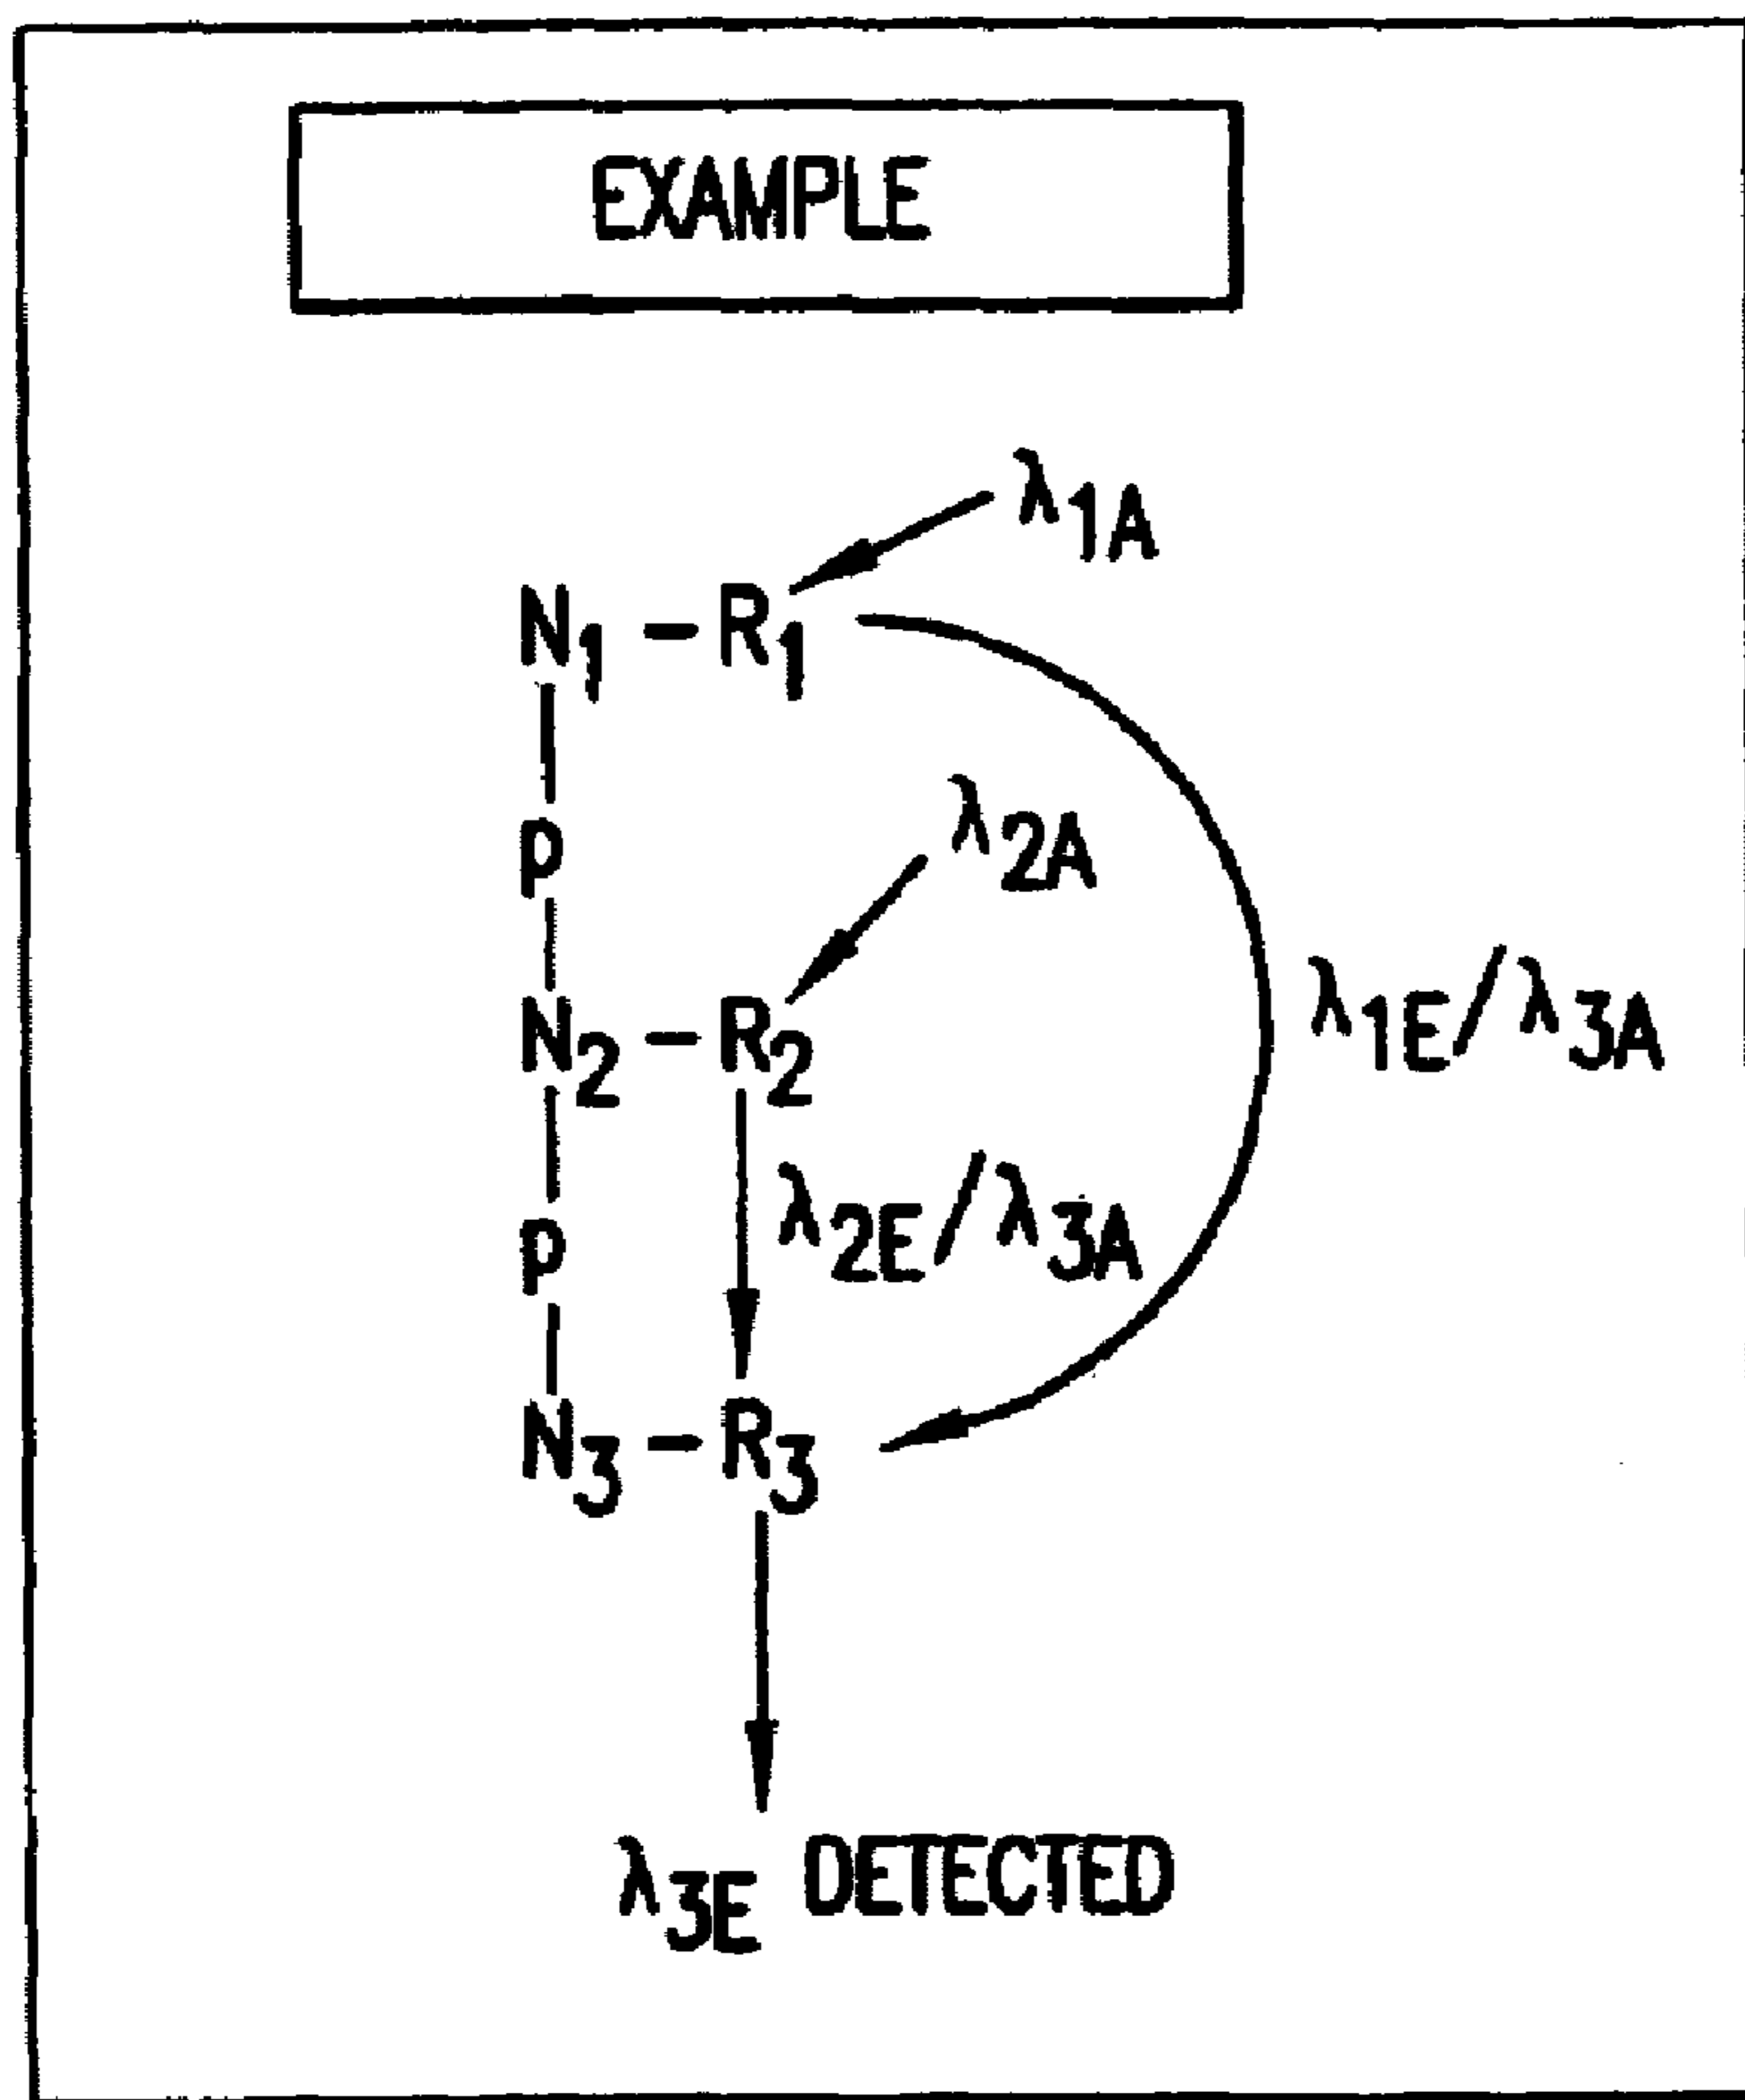 EXAMPLE
λ1A
N1-R1
λ2A
P
N2-R2
λ1E/λ3A
λ2E/λ3A
P
N3-R3
λ3E DETECTED